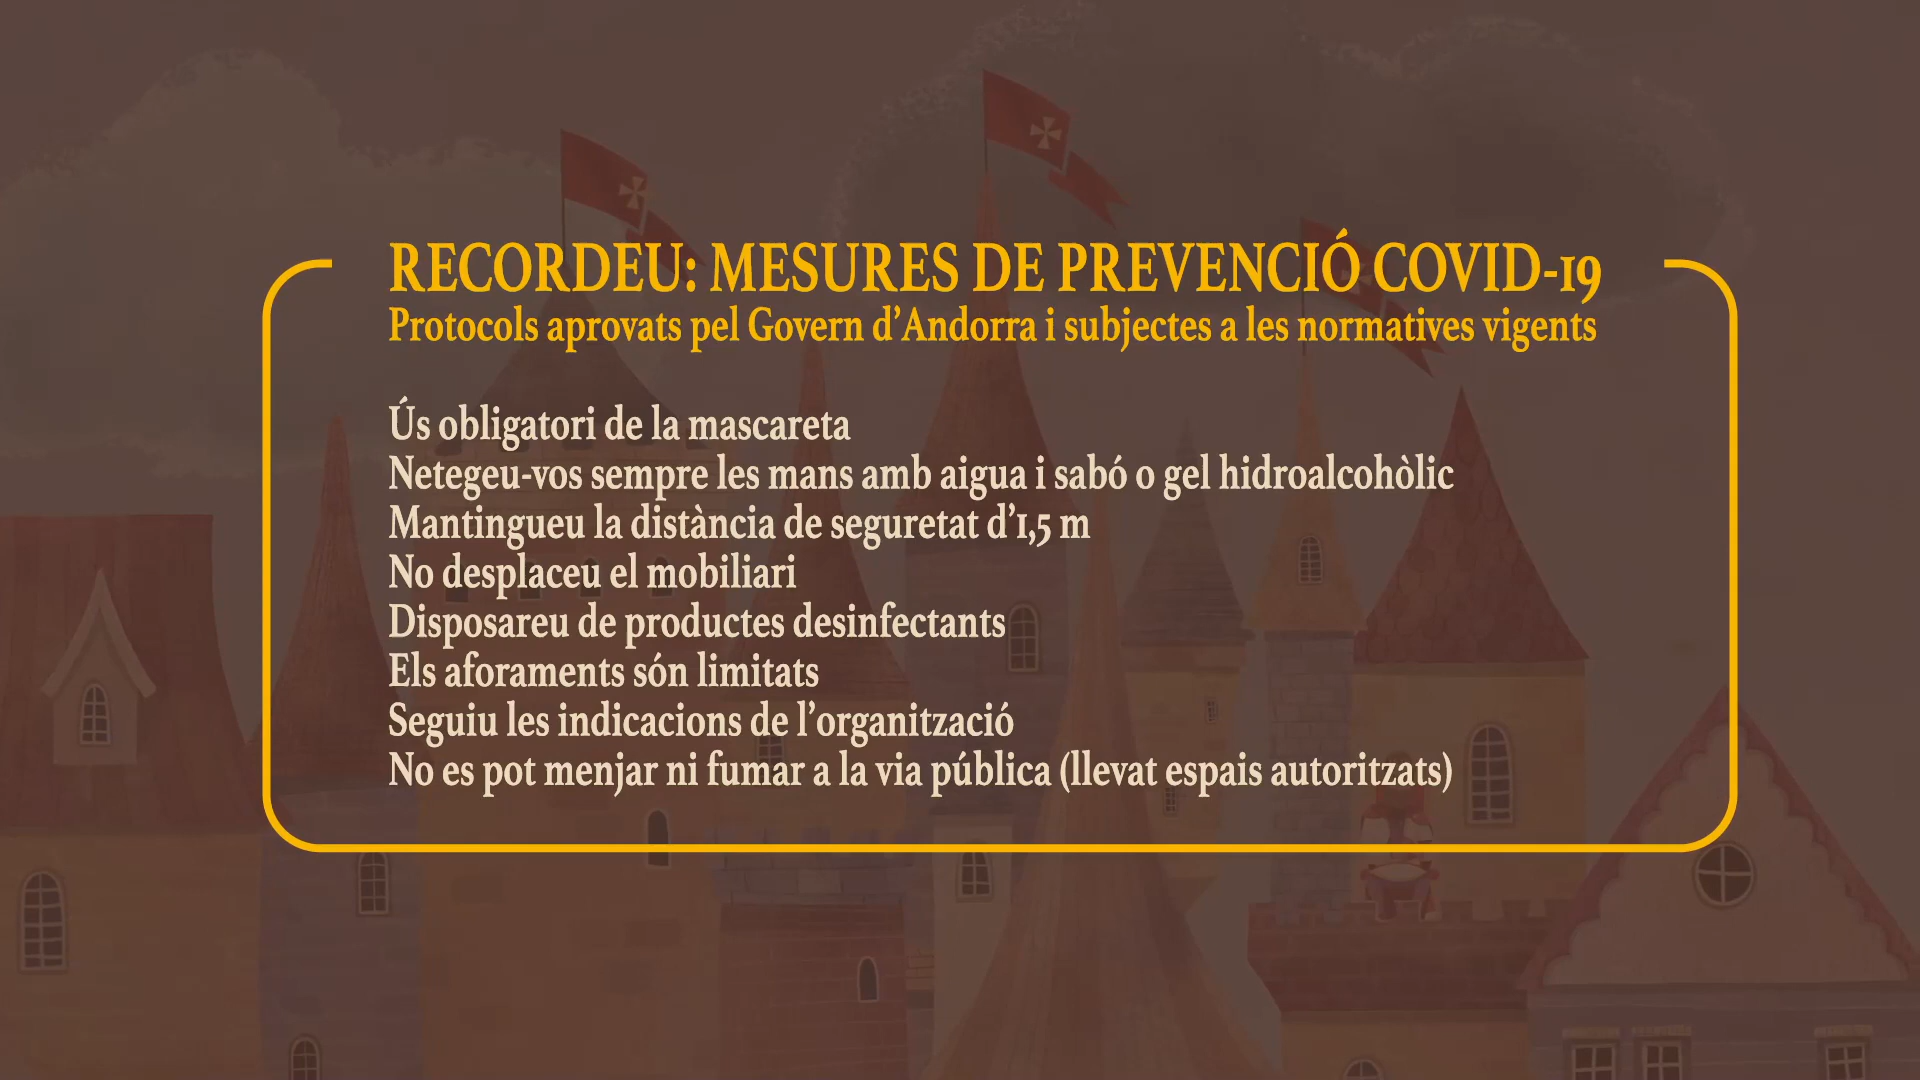 RECORDEU: MESURES DE PREVENCIÓ COVID-19
Protocols aprovats pel Govern d’Andorra i subjectes a les normatives vigents
Ús obligatori de la mascareta
Netegeu-vos sempre les mans amb aigua i sabó o gel hidroalcohòlic
Mantingueu la distància de seguretat d’1,5 m
No desplaceu el mobiliari
Disposareu de productes desinfectants
Els aforaments són limitats
Seguiu les indicacions de l’organització
No es pot menjar ni fumar a la via pública (llevat espais autoritzats)